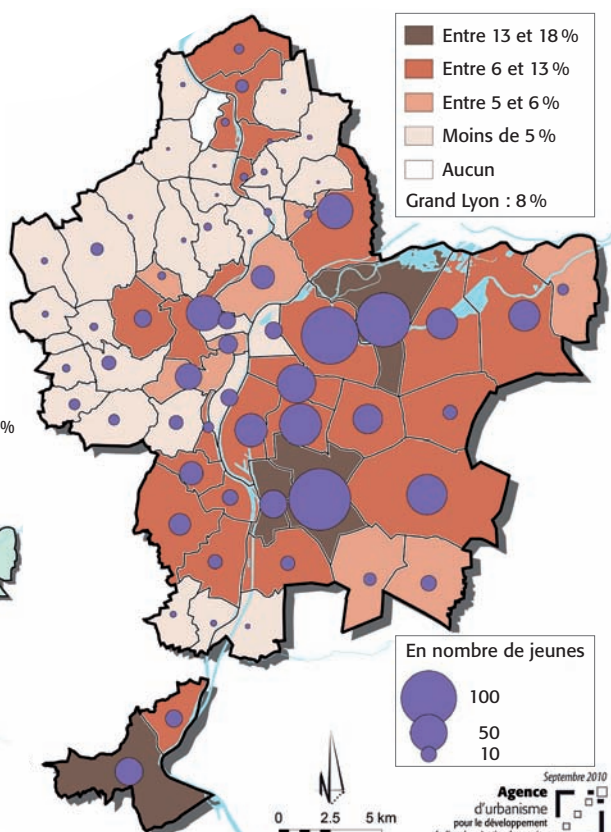 Entre 13 et 18 %
Entre 6 et 13 %
Entre 5 et 6 %
Moins de 5 %
Aucun
Grand Lyon : 8 %
%
En nombre de jeunes
100
50
10
N
0 2.5 5 km
Septembre 2010
Agence
d'urbanisme
pour le développement